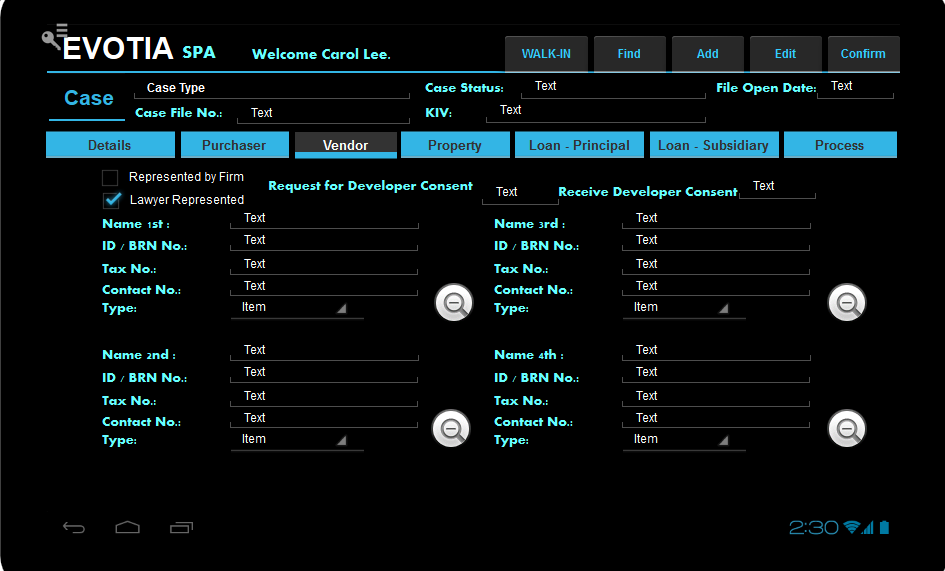 EVOTIA SPA Welcome Carol Lee. WALK-IN Find Add Edit Confirm
Case Case Type Case Status: Text File Open Date: Text
Case File No.: Text KIV: Text
Details Purchaser Vendor Property Loan - Principal Loan - Subsidiary Process
Represented by Firm
Lawyer Represented Request for Developer Consent Text Receive Developer Consent Text
Name 1st : Text Name 3rd : Text
ID / BRN No.: Text ID / BRN No.: Text
Tax No.: Text Tax No.: Text
Contact No.: Text Contact No.: Text
Type: Item Type: Item
Name 2nd : Text Name 4th : Text
ID / BRN No.: Text ID / BRN No.: Text
Tax No.: Text Tax No.: Text
Contact No.: Text Contact No.: Text
Type: Item Type: Item
2:30